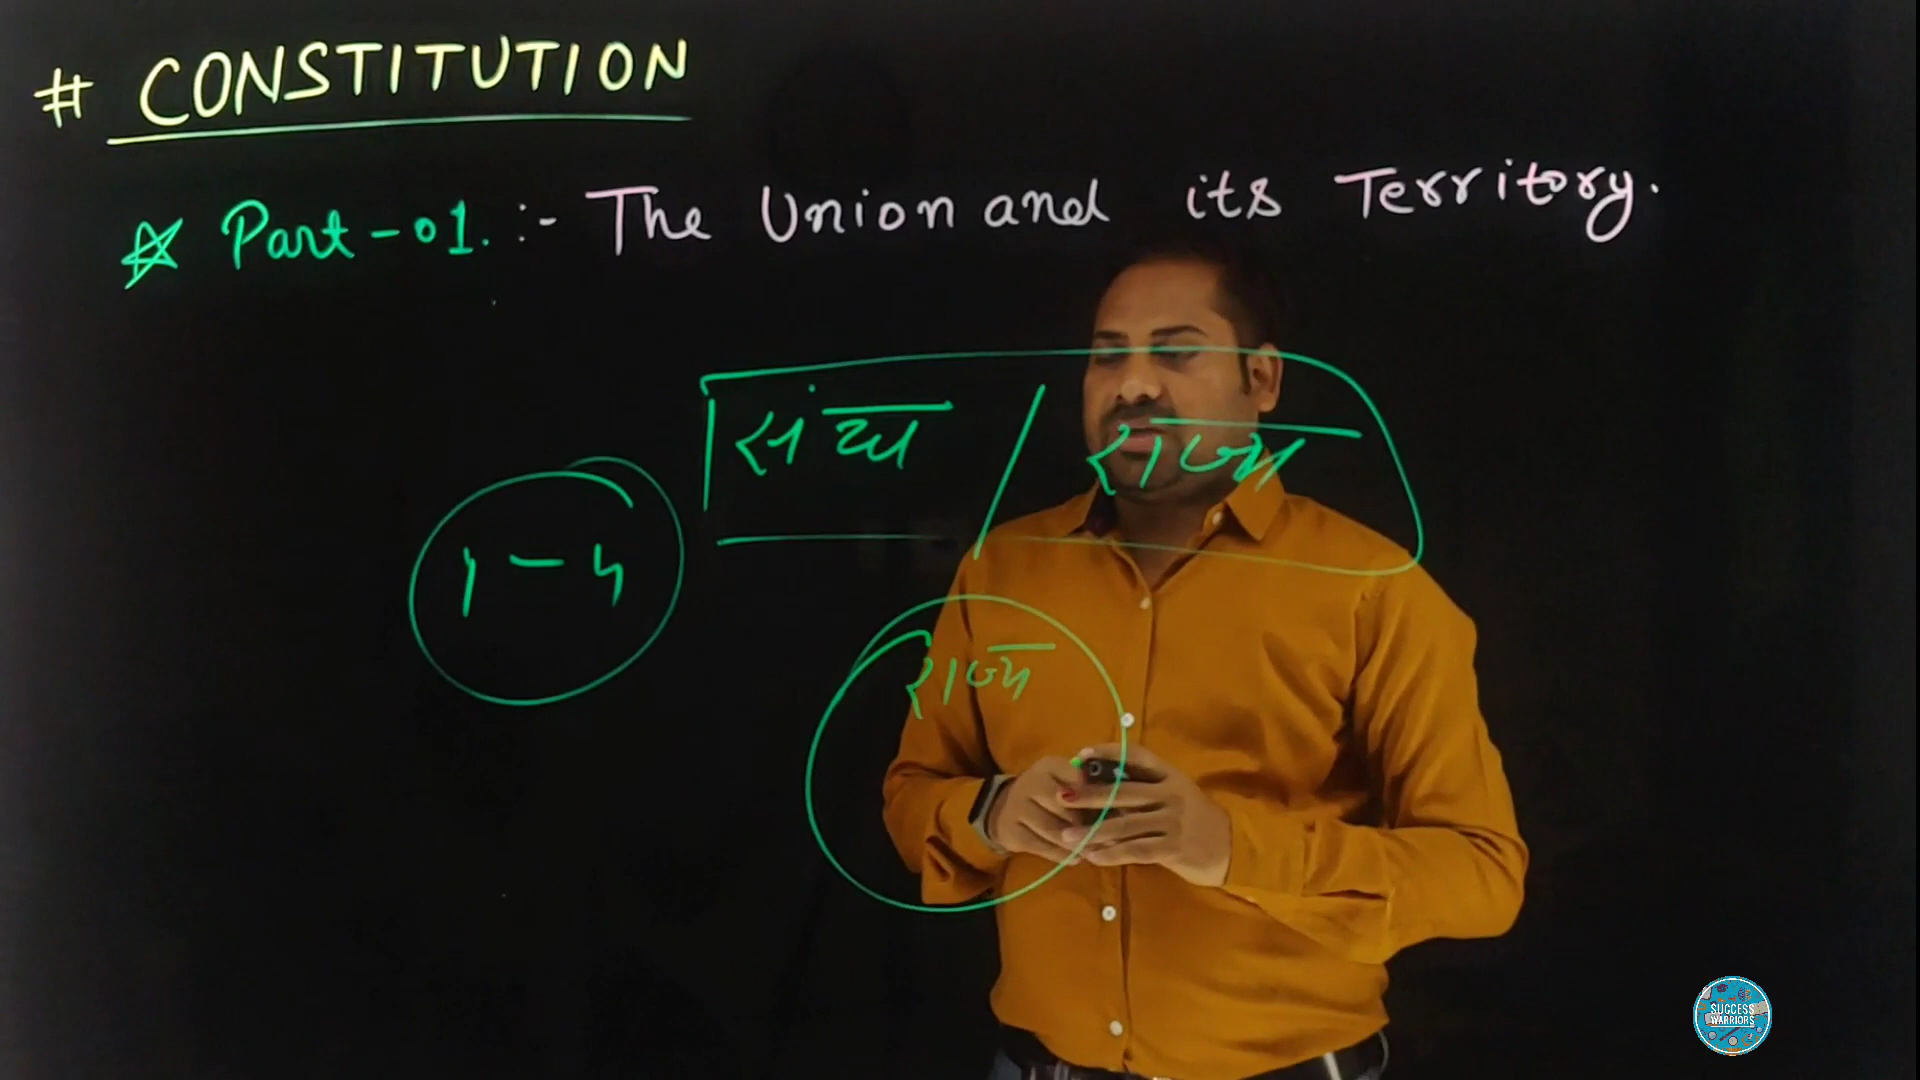 # CONSTITUTION
☆ Part-01. :- The Union and its Territory.
संघ / राज्य
1-4
राज्य
SUCCESS
WARRIORS